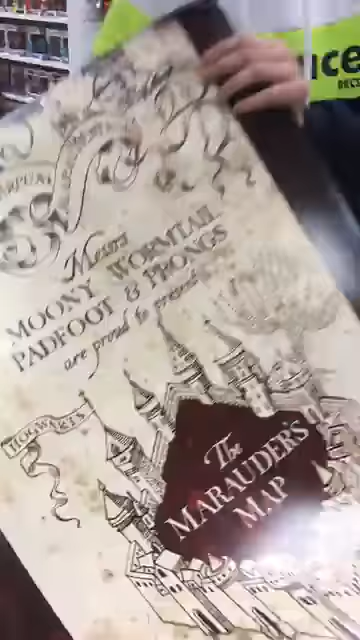 Messrs
MOONY WORMTAIL
PADFOOT & PRONGS
are proud to present
HOGWARTS
The
MARAUDER'S
MAP